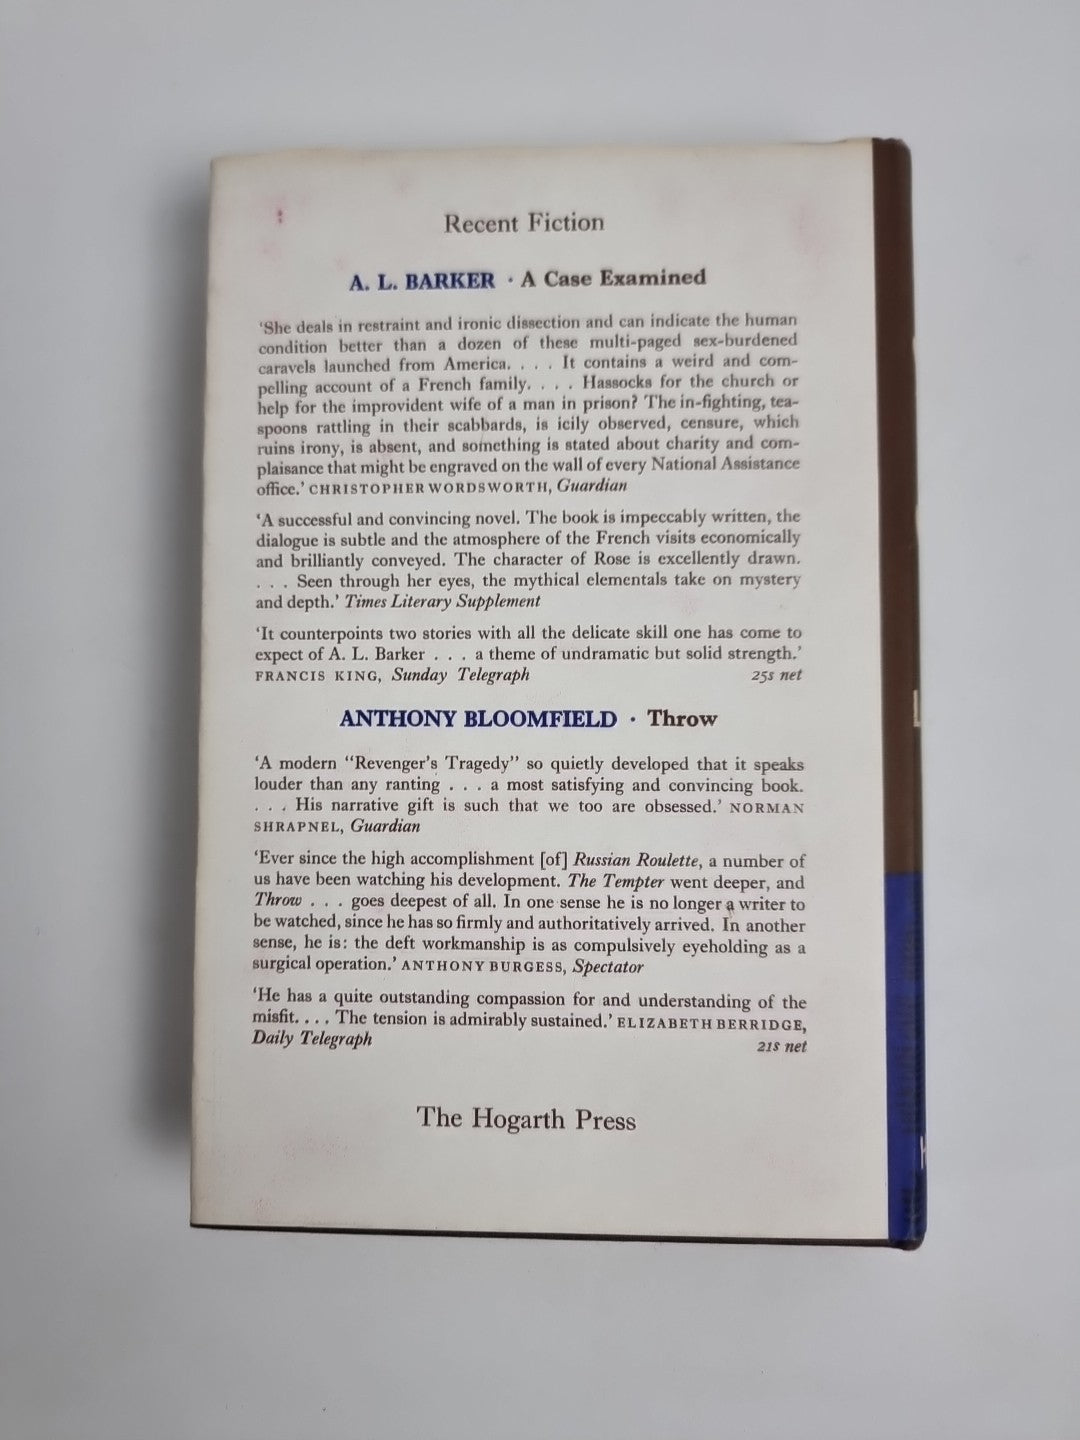 Recent Fiction
A. L. BARKER · A Case Examined
‘She deals in restraint and ironic dissection and can indicate the human
condition better than a dozen of these multi-paged sex-burdened
caravels launched from America. . . . It contains a weird and com-
pelling account of a French family. . . . Hassocks for the church or
help for the improvident wife of a man in prison? The in-fighting, tea-
spoons rattling in their scabbards, is icily observed, censure, which
ruins irony, is absent, and something is stated about charity and com-
plaisance that might be engraved on the wall of every National Assistance
office.’ CHRISTOPHER WORDSWORTH, Guardian
‘A successful and convincing novel. The book is impeccably written, the
dialogue is subtle and the atmosphere of the French visits economically
and brilliantly conveyed. The character of Rose is excellently drawn.
. . . Seen through her eyes, the mythical elementals take on mystery
and depth.’ Times Literary Supplement
‘It counterpoints two stories with all the delicate skill one has come to
expect of A. L. Barker . . . a theme of undramatic but solid strength.’
FRANCIS KING, Sunday Telegraph 25s net
ANTHONY BLOOMFIELD · Throw
‘A modern “Revenger’s Tragedy” so quietly developed that it speaks
louder than any ranting . . . a most satisfying and convincing book.
. . . His narrative gift is such that we too are obsessed.’ NORMAN
SHRAPNEL, Guardian
‘Ever since the high accomplishment [of] Russian Roulette, a number of
us have been watching his development. The Tempter went deeper, and
Throw . . . goes deepest of all. In one sense he is no longer a writer to
be watched, since he has so firmly and authoritatively arrived. In another
sense, he is: the deft workmanship is as compulsively eyeholding as a
surgical operation.’ ANTHONY BURGESS, Spectator
‘He has a quite outstanding compassion for and understanding of the
misfit. . . . The tension is admirably sustained.’ ELIZABETH BERRIDGE,
Daily Telegraph 21s net
The Hogarth Press